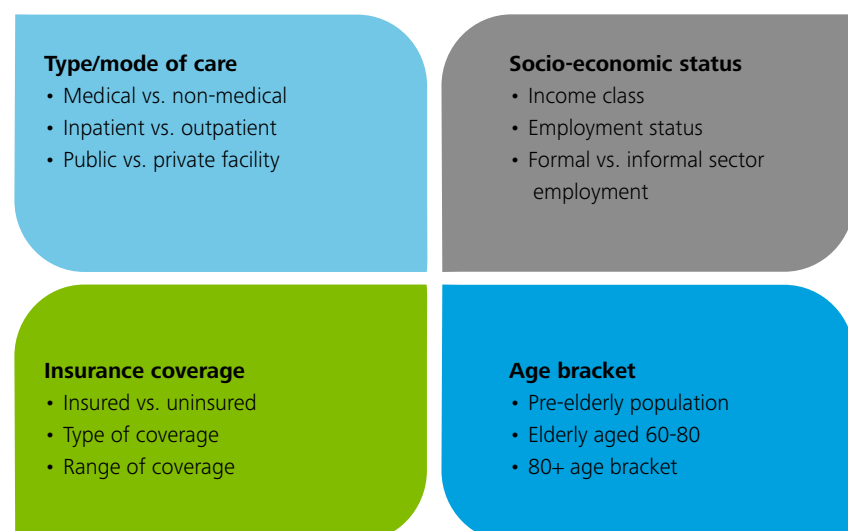 Type/mode of care
• Medical vs. non-medical
• Inpatient vs. outpatient
• Public vs. private facility
Socio-economic status
• Income class
• Employment status
• Formal vs. informal sector
employment
Insurance coverage
• Insured vs. uninsured
• Type of coverage
• Range of coverage
Age bracket
• Pre-elderly population
• Elderly aged 60-80
• 80+ age bracket